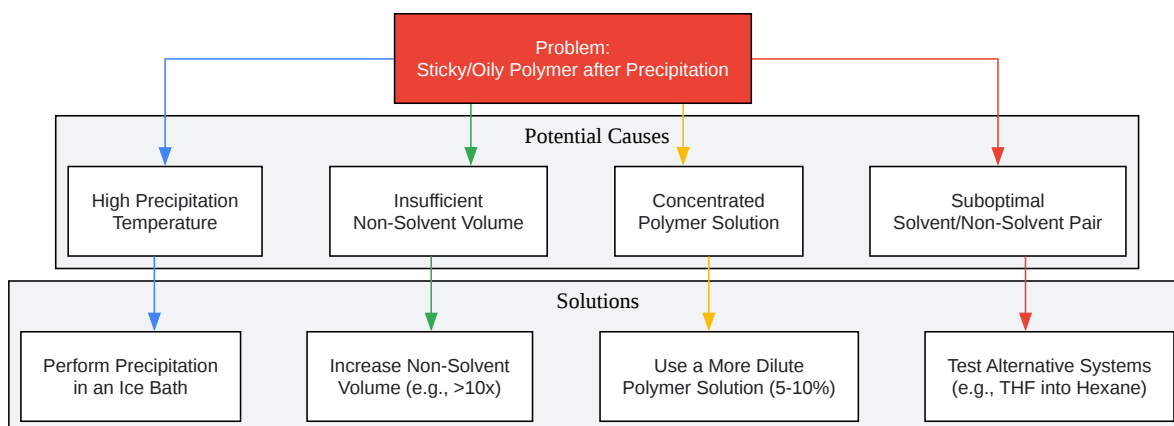 Problem:
Sticky/Oily Polymer after Precipitation
Potential Causes
High Precipitation
Temperature
Insufficient
Non-Solvent Volume
Concentrated
Polymer Solution
Suboptimal
Solvent/Non-Solvent Pair
Solutions
Perform Precipitation
in an Ice Bath
Increase Non-Solvent
Volume (e.g., >10x)
Use a More Dilute
Polymer Solution (5-10%)
Test Alternative Systems
(e.g., THF into Hexane)